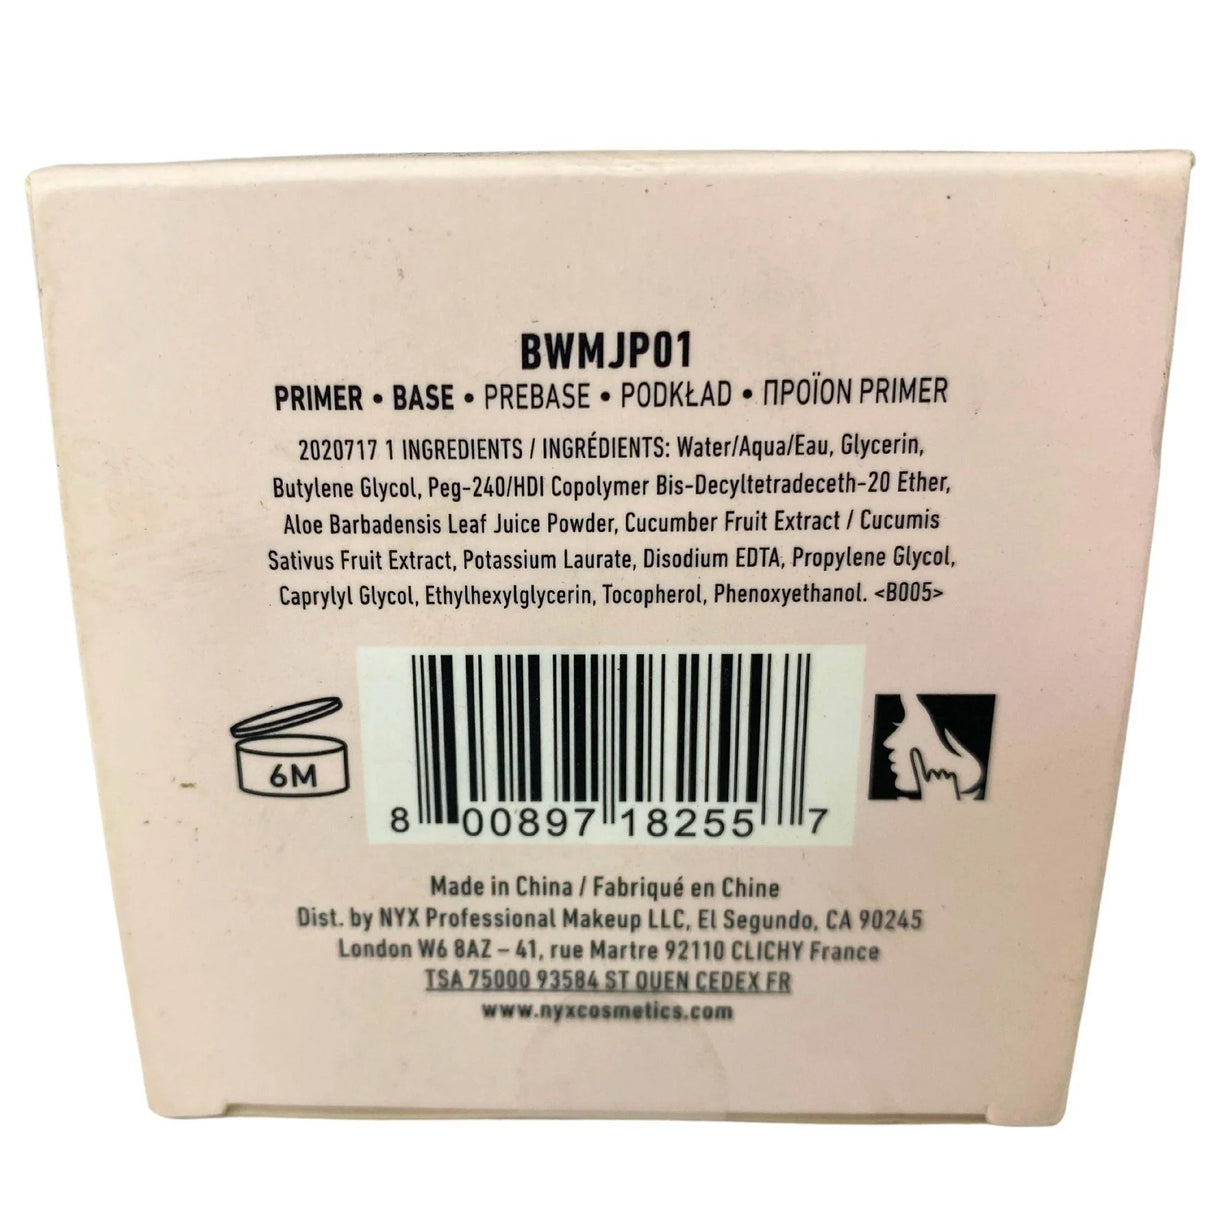 BWMJP01
PRIMER • BASE • PREBASE • PODKŁAD • ΠΡΟΪΟΝ PRIMER
2020717 1 INGREDIENTS / INGRÉDIENTS: Water/Aqua/Eau, Glycerin,
Butylene Glycol, Peg-240/HDI Copolymer Bis-Decyltetradeceth-20 Ether,
Aloe Barbadensis Leaf Juice Powder, Cucumber Fruit Extract / Cucumis
Sativus Fruit Extract, Potassium Laurate, Disodium EDTA, Propylene Glycol,
Caprylyl Glycol, Ethylhexylglycerin, Tocopherol, Phenoxyethanol. <B005>
6M
8 00897 18255 7
Made in China / Fabriqué en Chine
Dist. by NYX Professional Makeup LLC, El Segundo, CA 90245
London W6 8AZ – 41, rue Martre 92110 CLICHY France
TSA 75000 93584 ST OUEN CEDEX FR
www.nyxcosmetics.com